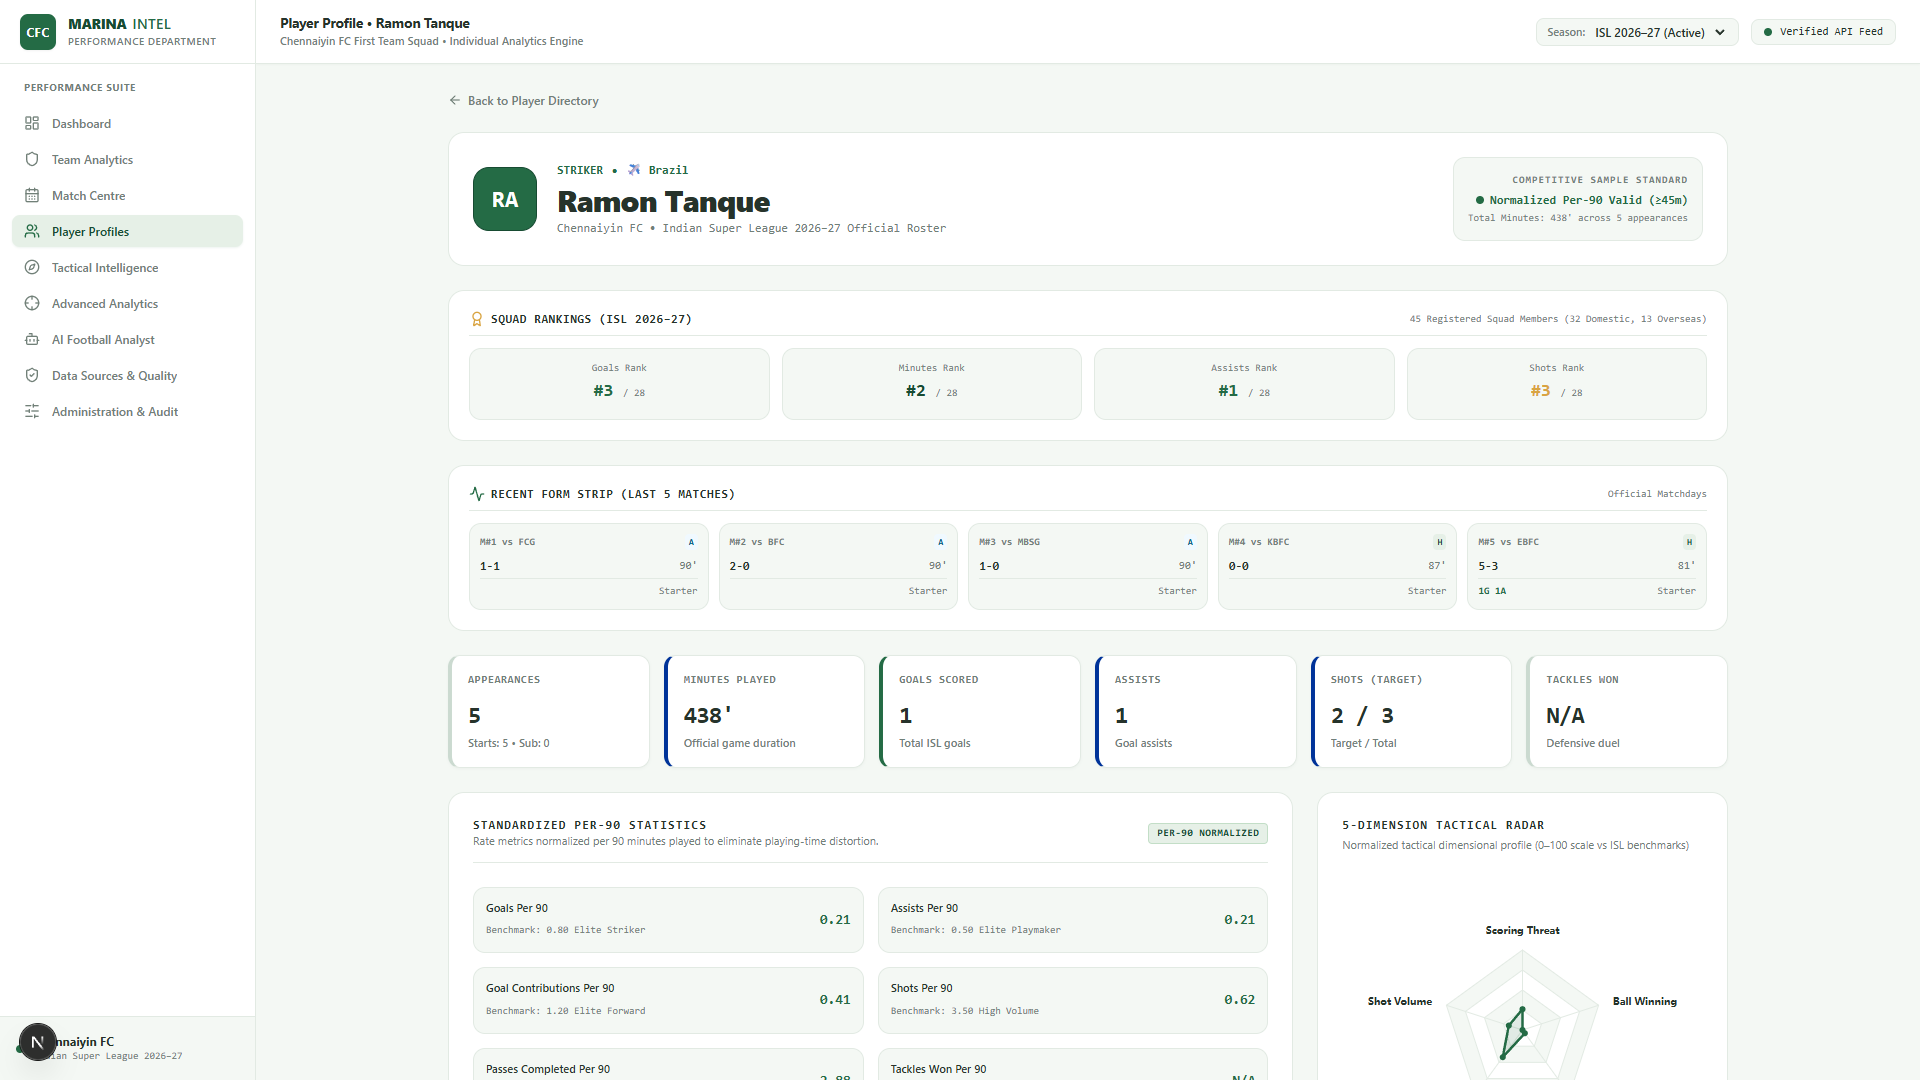 CFC
MARINA INTEL
PERFORMANCE DEPARTMENT
Player Profile • Ramon Tanque
Chennaiyin FC First Team Squad • Individual Analytics Engine
Season: ISL 2026–27 (Active)
Verified API Feed
PERFORMANCE SUITE
Dashboard
Team Analytics
Match Centre
Player Profiles
Tactical Intelligence
Advanced Analytics
AI Football Analyst
Data Sources & Quality
Administration & Audit
Back to Player Directory
RA
STRIKER • Brazil
Ramon Tanque
Chennaiyin FC • Indian Super League 2026–27 Official Roster
COMPETITIVE SAMPLE STANDARD
Normalized Per-90 Valid (≥45m)
Total Minutes: 438' across 5 appearances
SQUAD RANKINGS (ISL 2026–27)
45 Registered Squad Members (32 Domestic, 13 Overseas)
Goals Rank
#3 / 28
Minutes Rank
#2 / 28
Assists Rank
#1 / 28
Shots Rank
#3 / 28
RECENT FORM STRIP (LAST 5 MATCHES)
Official Matchdays
M#1 vs FCG A
1-1 90'
Starter
M#2 vs BFC A
2-0 90'
Starter
M#3 vs MBSG A
1-0 90'
Starter
M#4 vs KBFC H
0-0 87'
Starter
M#5 vs EBFC H
5-3 81'
1G 1A Starter
APPEARANCES
5
Starts: 5 • Sub: 0
MINUTES PLAYED
438'
Official game duration
GOALS SCORED
1
Total ISL goals
ASSISTS
1
Goal assists
SHOTS (TARGET)
2 / 3
Target / Total
TACKLES WON
N/A
Defensive duel
STANDARDIZED PER-90 STATISTICS
Rate metrics normalized per 90 minutes played to eliminate playing-time distortion.
PER-90 NORMALIZED
Goals Per 90
Benchmark: 0.80 Elite Striker
0.21
Assists Per 90
Benchmark: 0.50 Elite Playmaker
0.21
Goal Contributions Per 90
Benchmark: 1.20 Elite Forward
0.41
Shots Per 90
Benchmark: 3.50 High Volume
0.62
Passes Completed Per 90
Tackles Won Per 90
N/A
5-DIMENSION TACTICAL RADAR
Normalized tactical dimensional profile (0–100 scale vs ISL benchmarks)
Scoring Threat
Shot Volume
Ball Winning
N
nnaiyin FC
ian Super League 2026–27